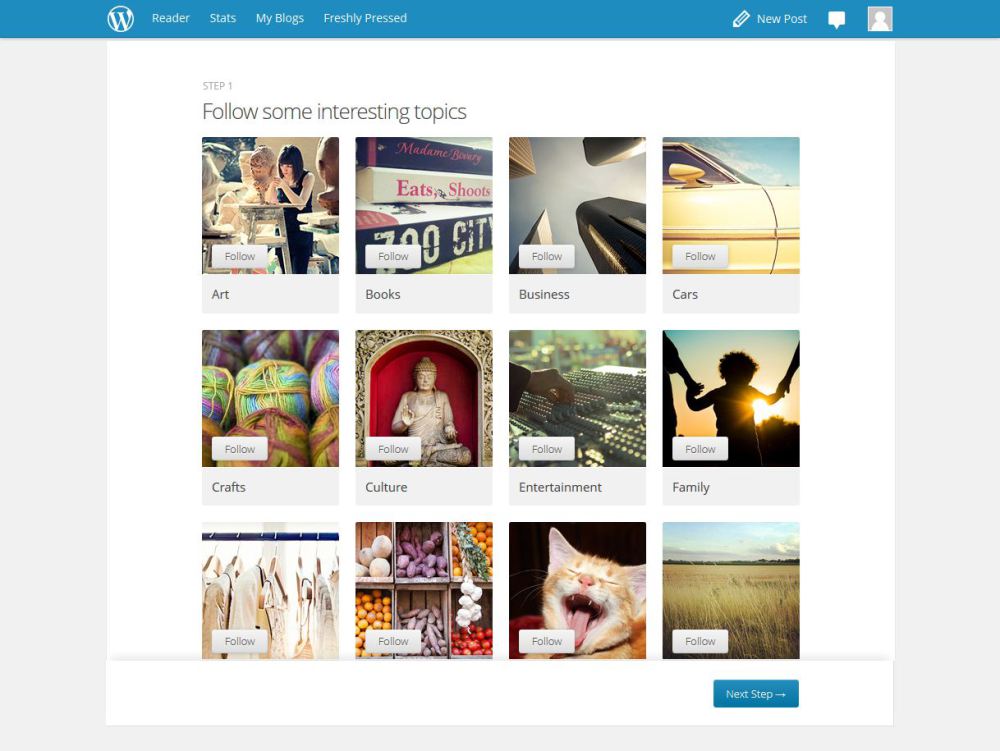 Reader Stats My Blogs Freshly Pressed New Post
STEP 1
Follow some interesting topics
Madame Bovary
Eats, Shoots
ZOO CITY
Follow Follow Follow Follow
Art Books Business Cars
Follow Follow Follow Follow
Crafts Culture Entertainment Family
Follow Follow Follow Follow
Next Step →